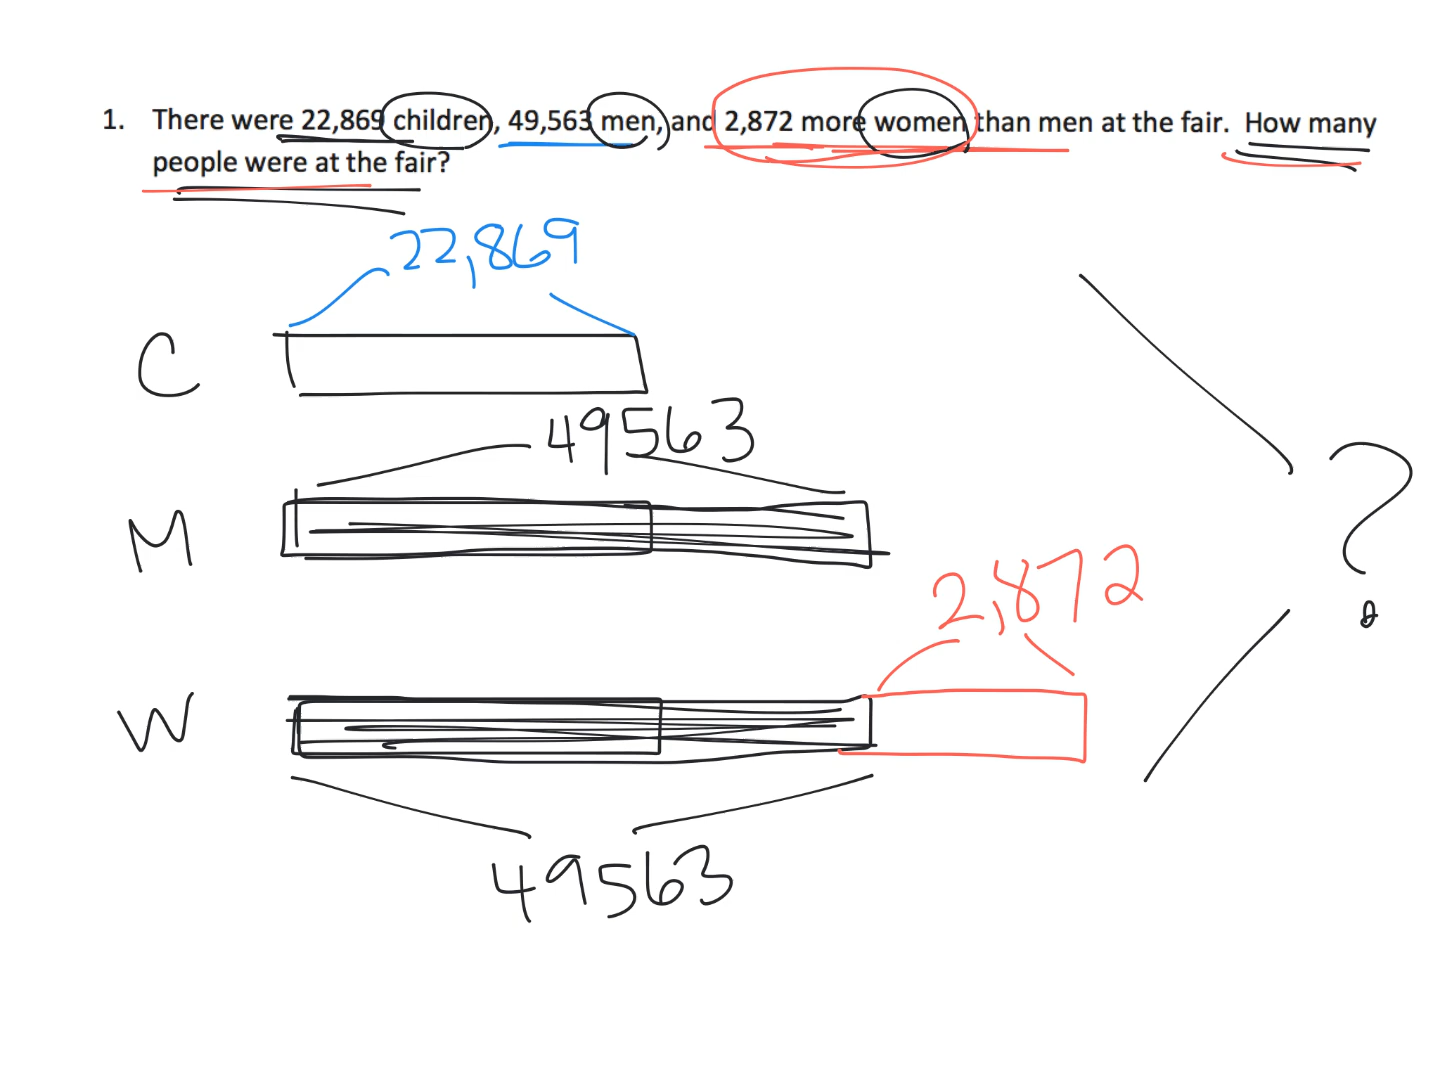 1. There were 22,869 children, 49,563 men, and 2,872 more women than men at the fair. How many
people were at the fair?
22,869
C
49563
M
?
2,872
W
49563